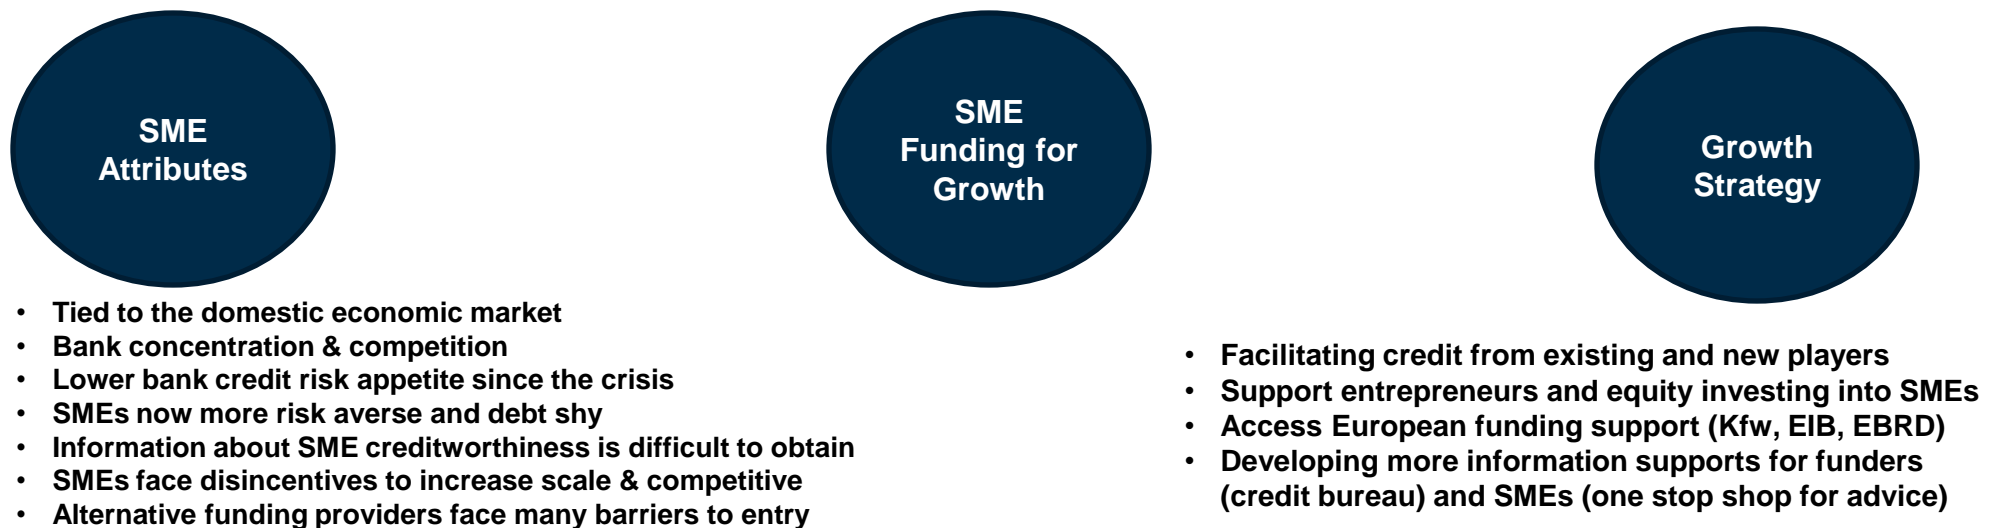 SME
Attributes
SME
Funding for
Growth
Growth
Strategy
• Tied to the domestic economic market
• Bank concentration & competition
• Lower bank credit risk appetite since the crisis
• SMEs now more risk averse and debt shy
• Information about SME creditworthiness is difficult to obtain
• SMEs face disincentives to increase scale & competitive
• Alternative funding providers face many barriers to entry
• Facilitating credit from existing and new players
• Support entrepreneurs and equity investing into SMEs
• Access European funding support (Kfw, EIB, EBRD)
• Developing more information supports for funders
(credit bureau) and SMEs (one stop shop for advice)